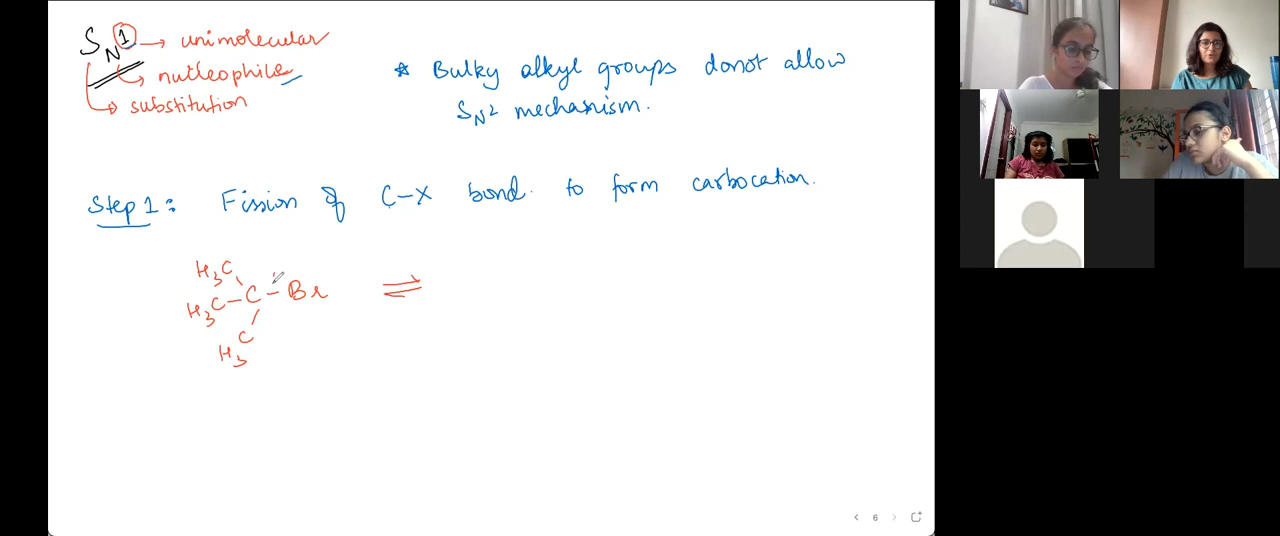 SN1 → unimolecular
nucleophile
substitution
* Bulky alkyl groups donot allow
SN2 mechanism.
Step 1: Fission of C-X bond. to form carbocation.
H3C
H3C-C-Br ⇌
H3C
6